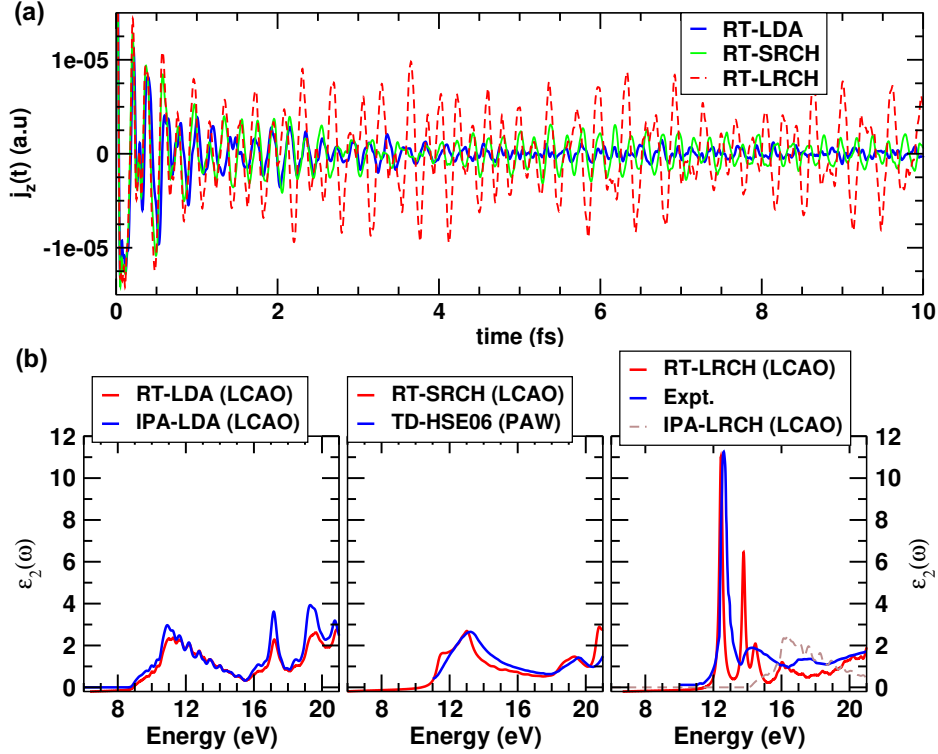 (a)
RT-LDA
RT-SRCH
RT-LRCH
j_z(t) (a.u)
1e-05
0
-1e-05
0 2 4 6 8 10
time (fs)
(b)
RT-LDA (LCAO)
IPA-LDA (LCAO)
RT-SRCH (LCAO)
TD-HSE06 (PAW)
RT-LRCH (LCAO)
Expt.
IPA-LRCH (LCAO)
ε₂(ω)
12
10
8
6
4
2
0
8 12 16 20
Energy (eV)
8 12 16 20
Energy (eV)
8 12 16 20
Energy (eV)
12
10
8
6
4
2
0
ε₂(ω)